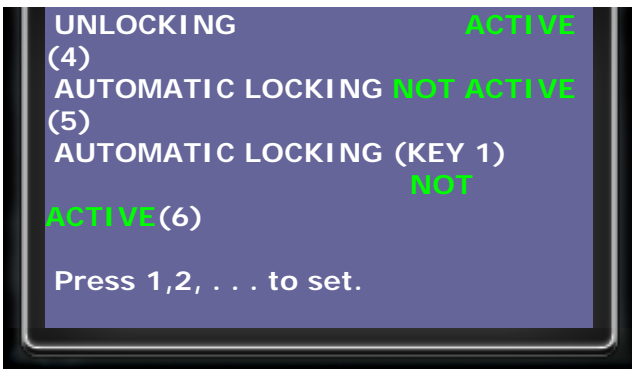 UNLOCKING ACTIVE
(4)
AUTOMATIC LOCKING NOT ACTIVE
(5)
AUTOMATIC LOCKING (KEY 1)
NOT
ACTIVE(6)
Press 1,2, . . . to set.